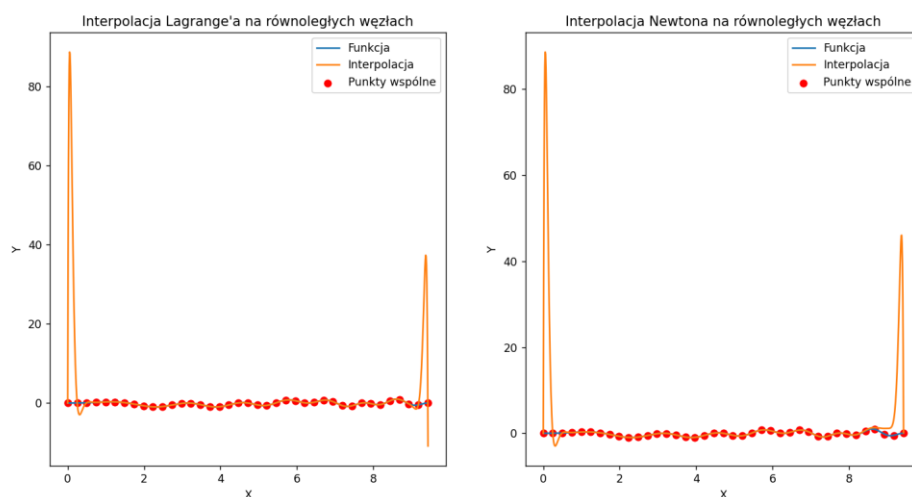 Interpolacja Lagrange'a na równoległych węzłach
Funkcja
Interpolacja
Punkty wspólne
80
60
40
20
0
Y
0
2
4
6
8
X
Interpolacja Newtona na równoległych węzłach
Funkcja
Interpolacja
Punkty wspólne
80
60
40
20
0
Y
0
2
4
6
8
X